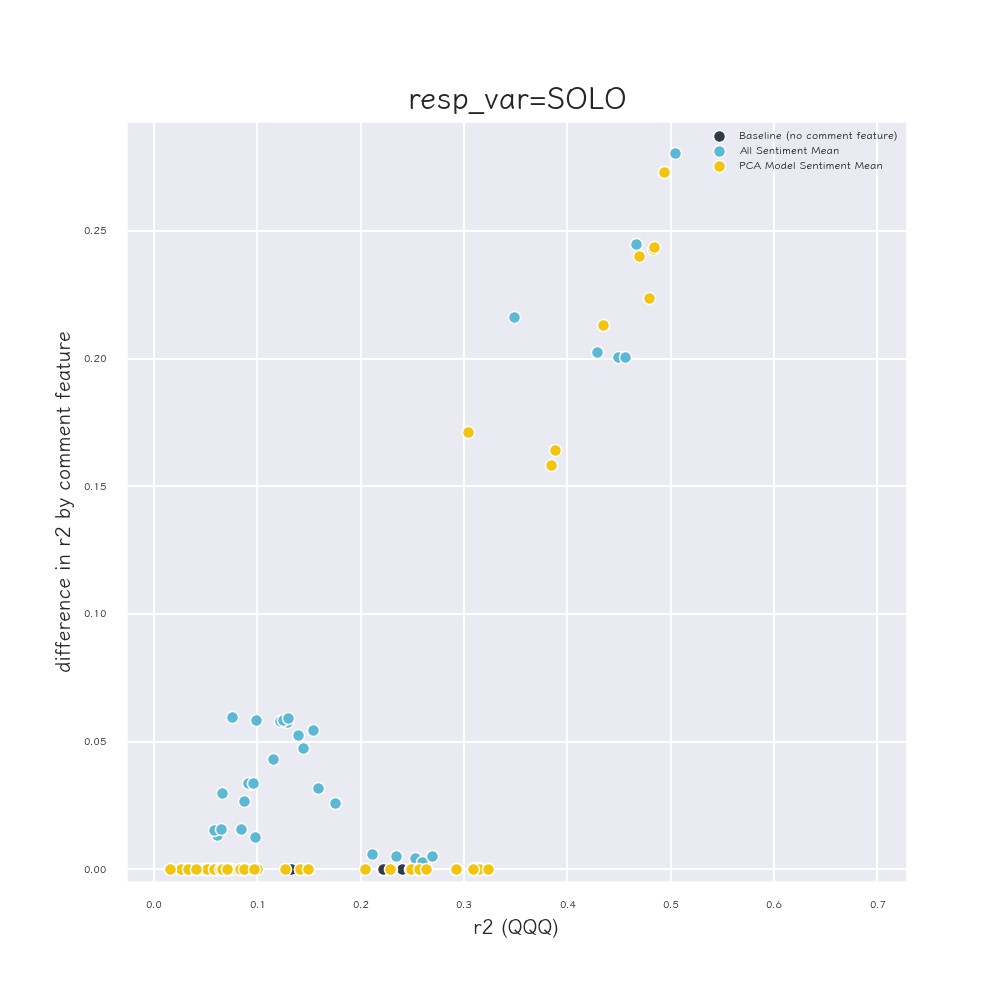 resp_var=SOLO
Baseline (no comment feature)
All Sentiment Mean
PCA Model Sentiment Mean
difference in r2 by comment feature
0.25
0.20
0.15
0.10
0.05
0.00
0.0 0.1 0.2 0.3 0.4 0.5 0.6 0.7
r2 (QQQ)